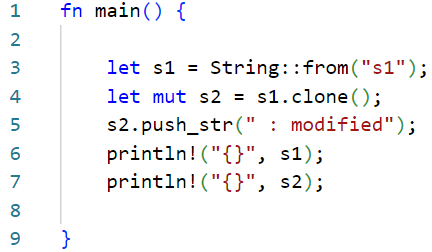 1 fn main() {
2
3     let s1 = String::from("s1");
4     let mut s2 = s1.clone();
5     s2.push_str(" : modified");
6     println!("{}", s1);
7     println!("{}", s2);
8
9 }